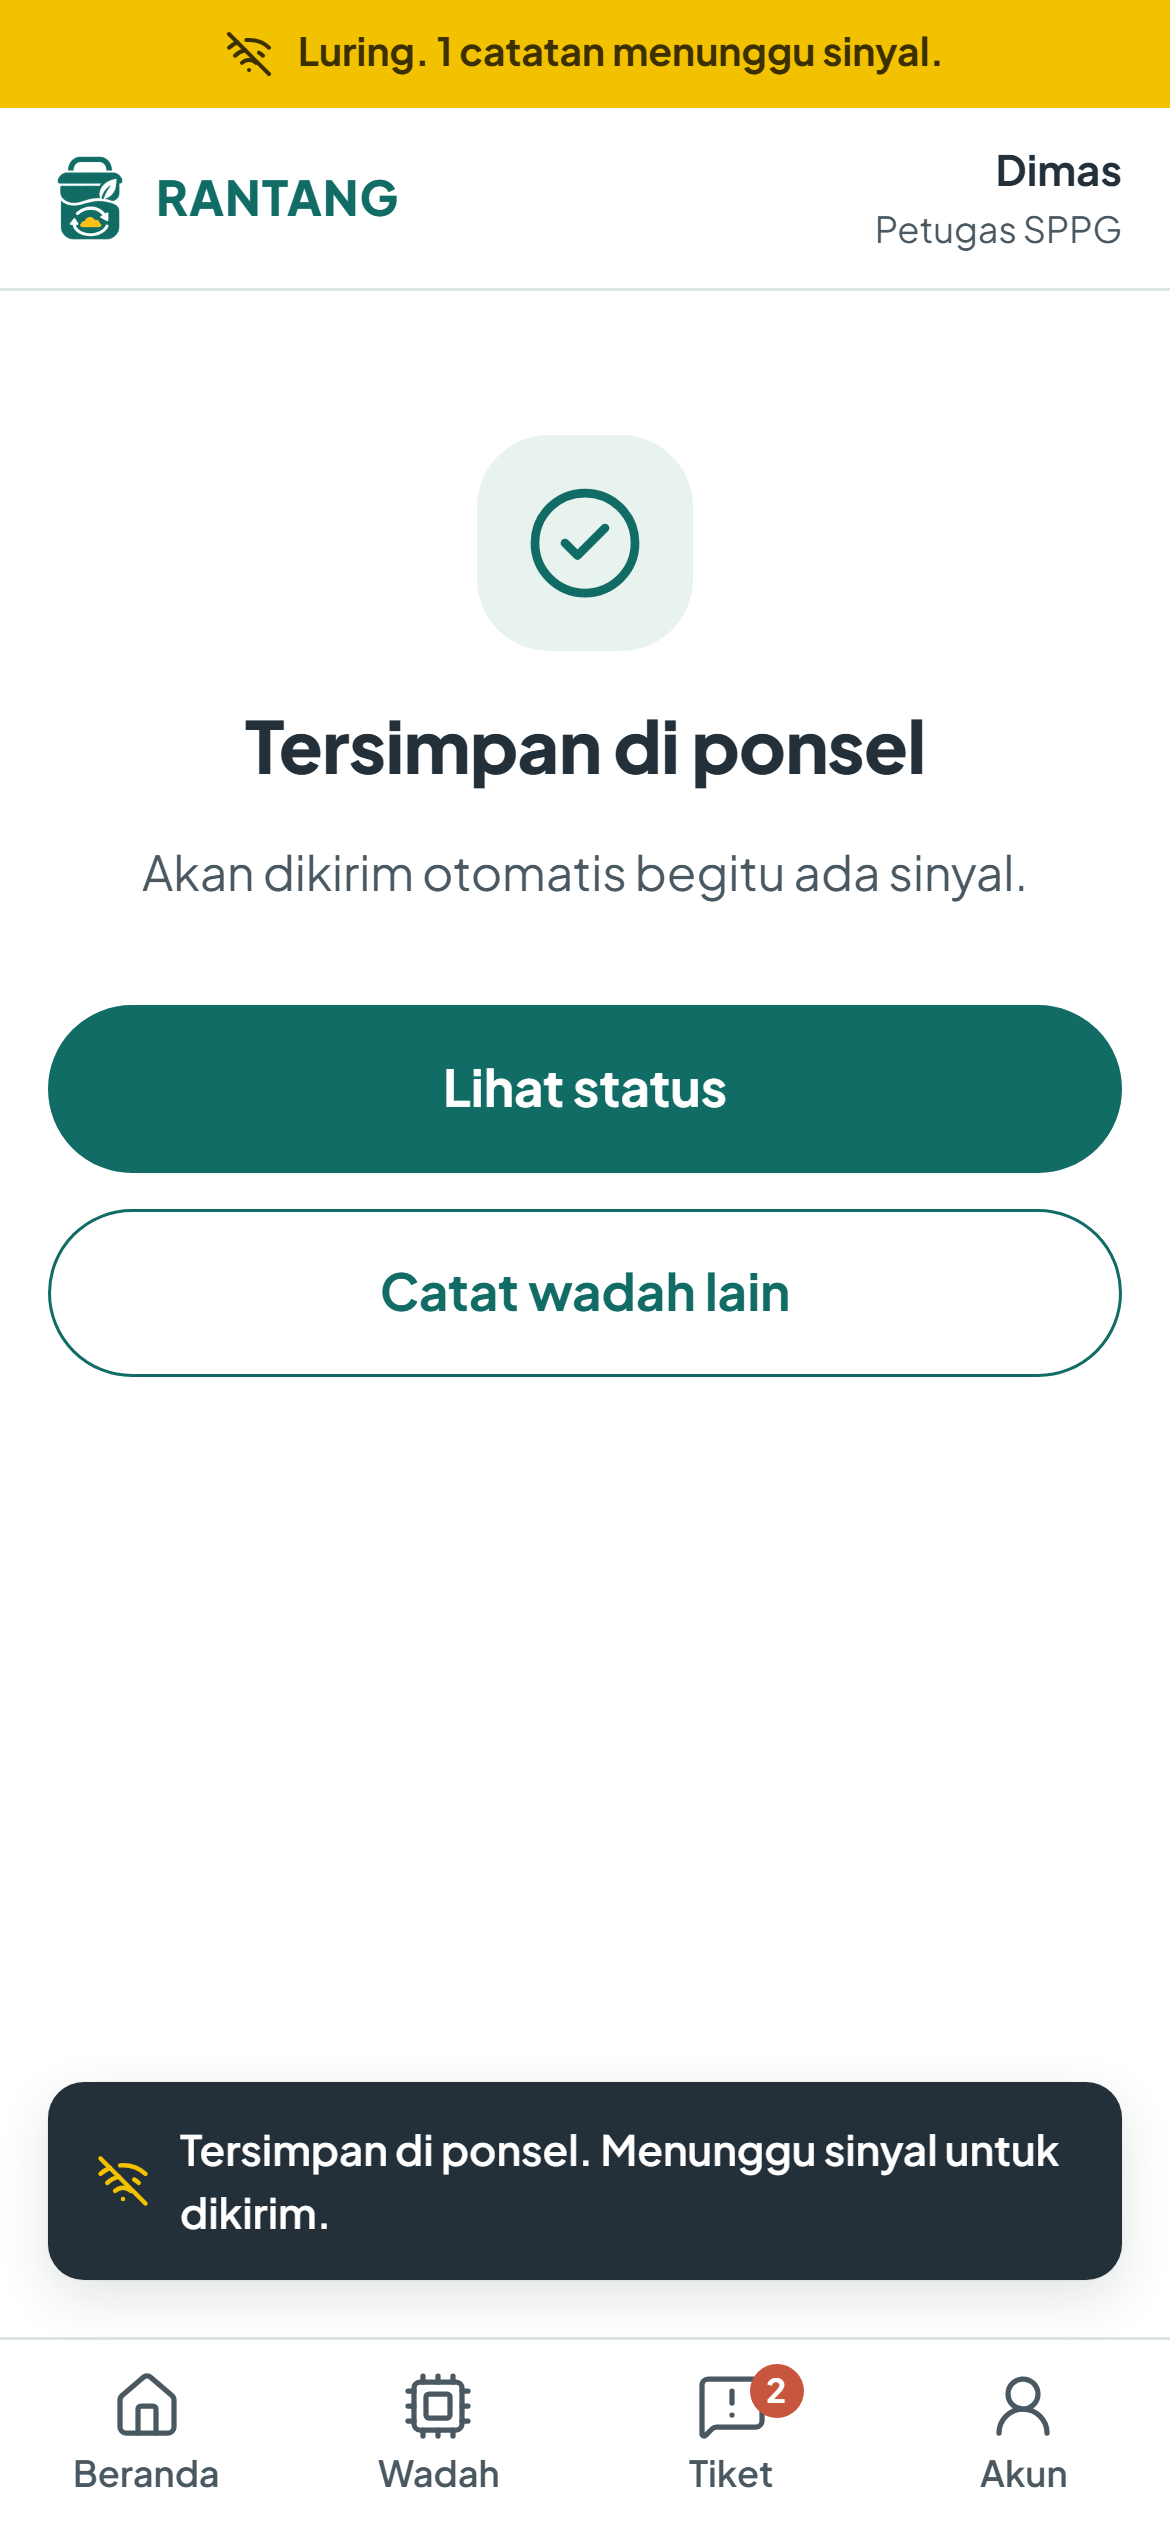 Luring. 1 catatan menunggu sinyal.
RANTANG
Dimas
Petugas SPPG
Tersimpan di ponsel
Akan dikirim otomatis begitu ada sinyal.
Lihat status
Catat wadah lain
Tersimpan di ponsel. Menunggu sinyal untuk
dikirim.
2
Beranda
Wadah
Tiket
Akun